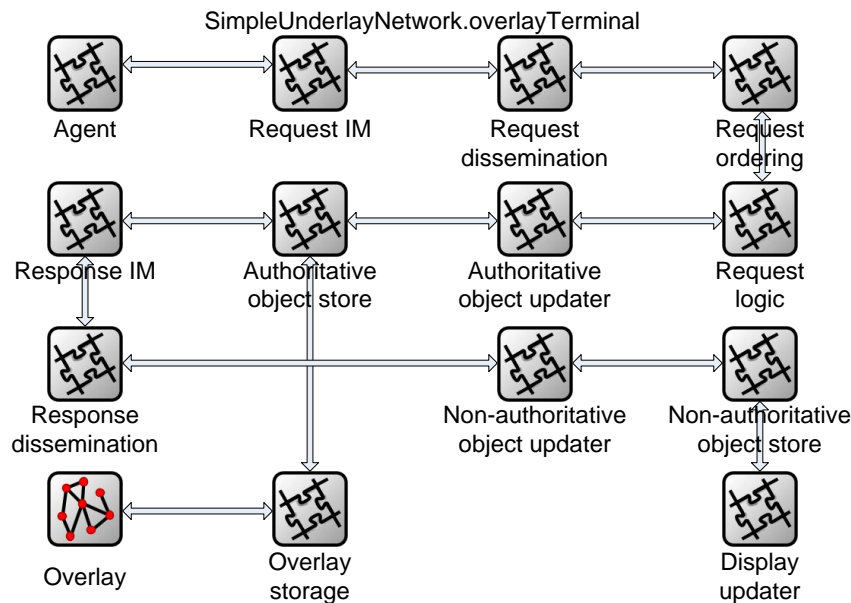 SimpleUnderlayNetwork.overlayTerminal
Agent
Request IM
Request
dissemination
Request
ordering
Response IM
Authoritative
object store
Authoritative
object updater
Request
logic
Response
dissemination
Non-authoritative
object updater
Non-authoritative
object store
Overlay
Overlay
storage
Display
updater